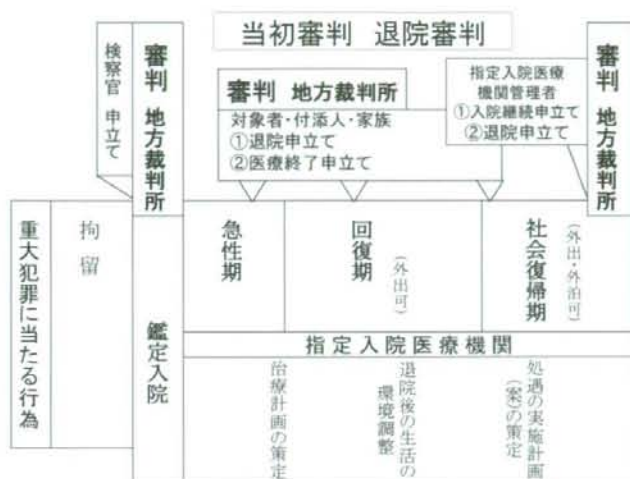 当初審判 退院審判
検察官 申立て
審判 地方裁判所
審判 地方裁判所
対象者・付添人・家族
①退院申立て
②医療終了申立て
指定入院医療
機関管理者
①入院継続申立て
②退院申立て
審判 地方裁判所
重大犯罪に当たる行為
拘留
鑑定入院
急性期
回復期
(外出可)
社会復帰期
(外出・外泊可)
指定入院医療機関
治療計画の策定
退院後の生活の
環境調整
処遇の実施計画
(案)の策定